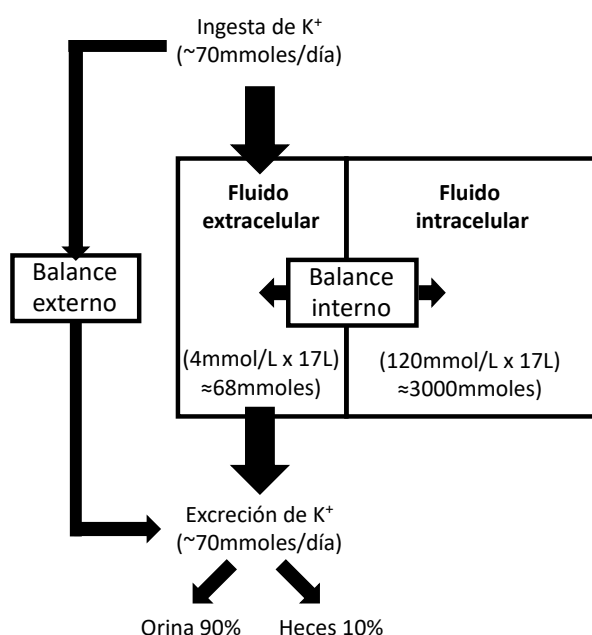 Ingesta de K⁺
(~70mmoles/día)
Fluido
extracelular
Fluido
intracelular
Balance
externo
Balance
interno
(4mmol/L x 17L)
≈68mmoles)
(120mmol/L x 17L)
≈3000mmoles)
Excreción de K⁺
(~70mmoles/día)
Orina 90%
Heces 10%